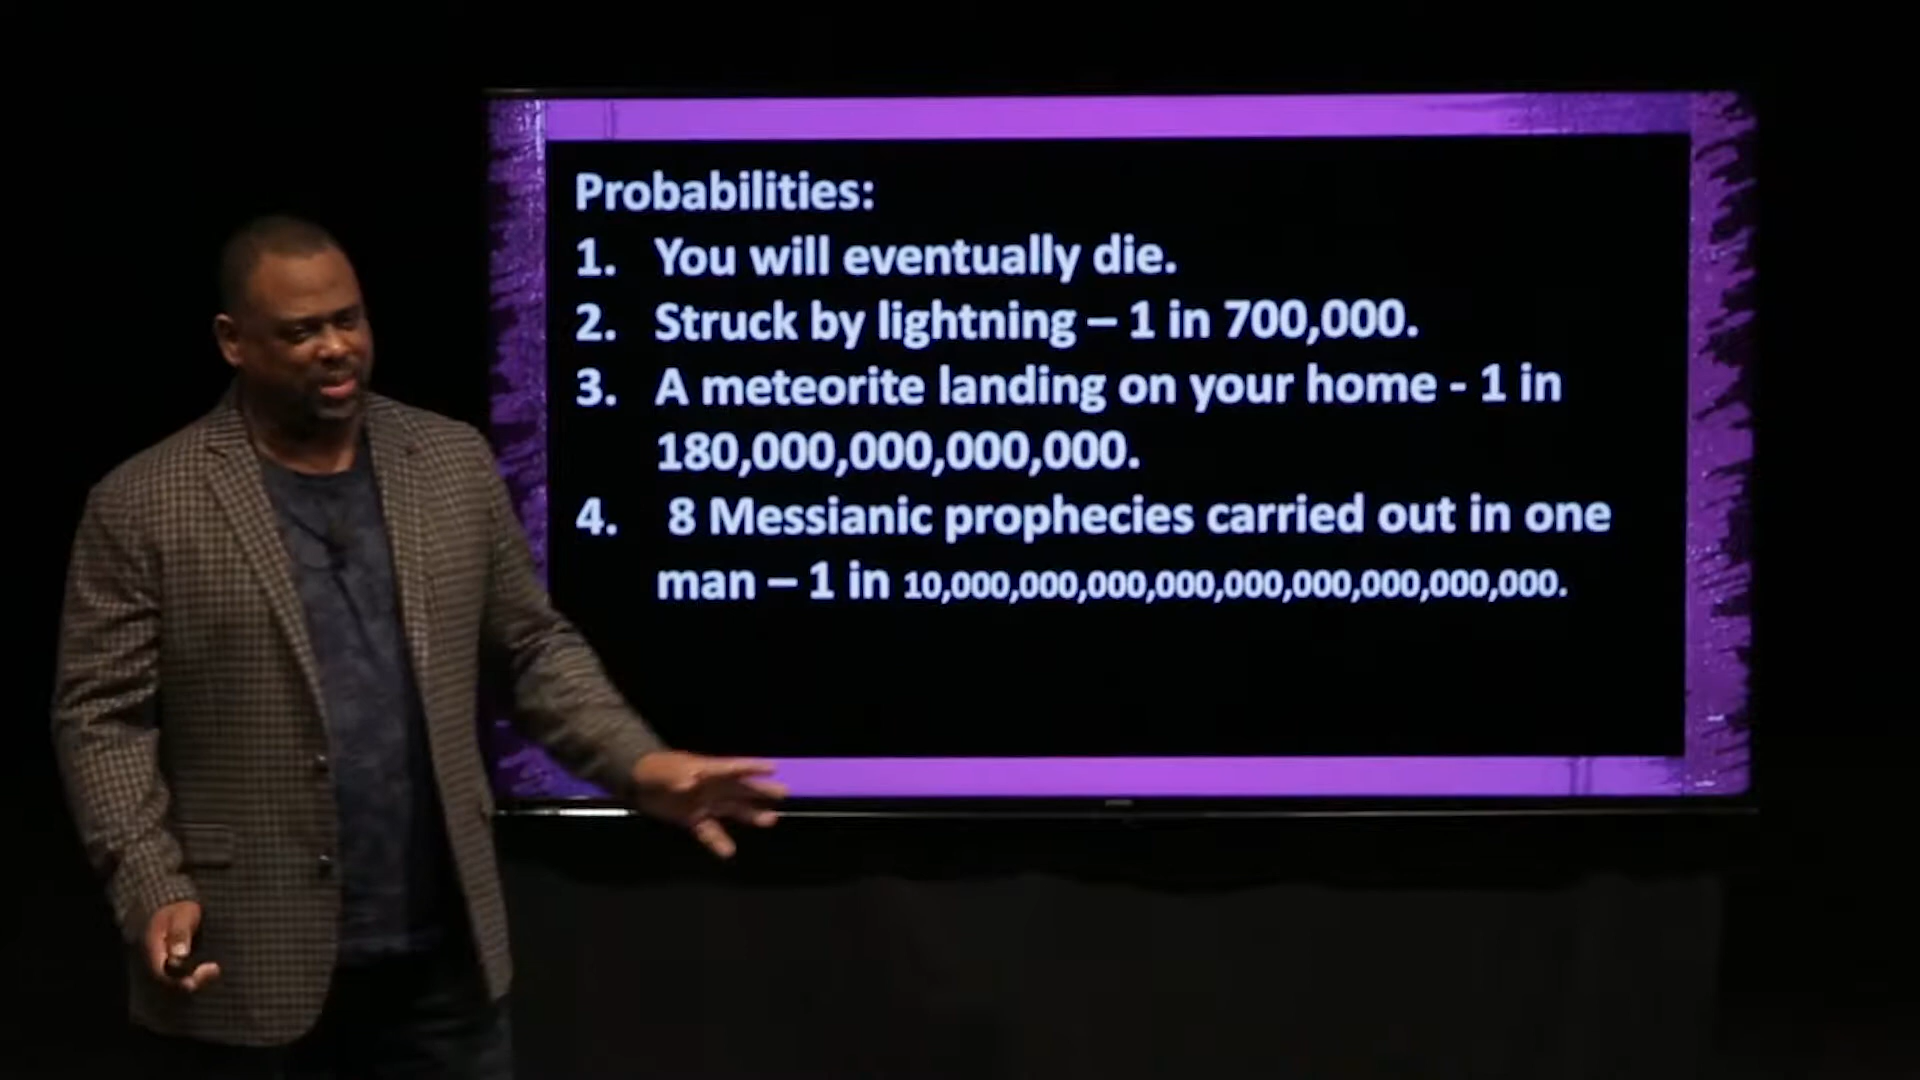 Probabilities:
1. You will eventually die.
2. Struck by lightning – 1 in 700,000.
3. A meteorite landing on your home - 1 in
180,000,000,000,000.
4. 8 Messianic prophecies carried out in one
man – 1 in 10,000,000,000,000,000,000,000,000,000.